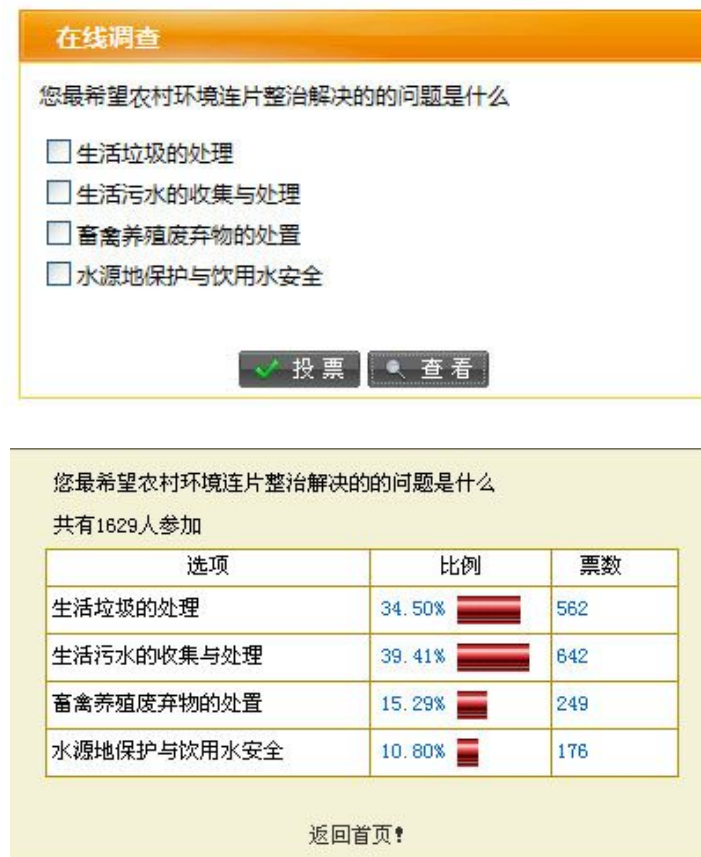 在线调查
您最希望农村环境连片整治解决的的问题是什么
生活垃圾的处理
生活污水的收集与处理
畜禽养殖废弃物的处置
水源地保护与饮用水安全
投票 查看
您最希望农村环境连片整治解决的的问题是什么
共有1629人参加
选项 比例 票数
生活垃圾的处理 34.50% 562
生活污水的收集与处理 39.41% 642
畜禽养殖废弃物的处置 15.29% 249
水源地保护与饮用水安全 10.80% 176
返回首页!